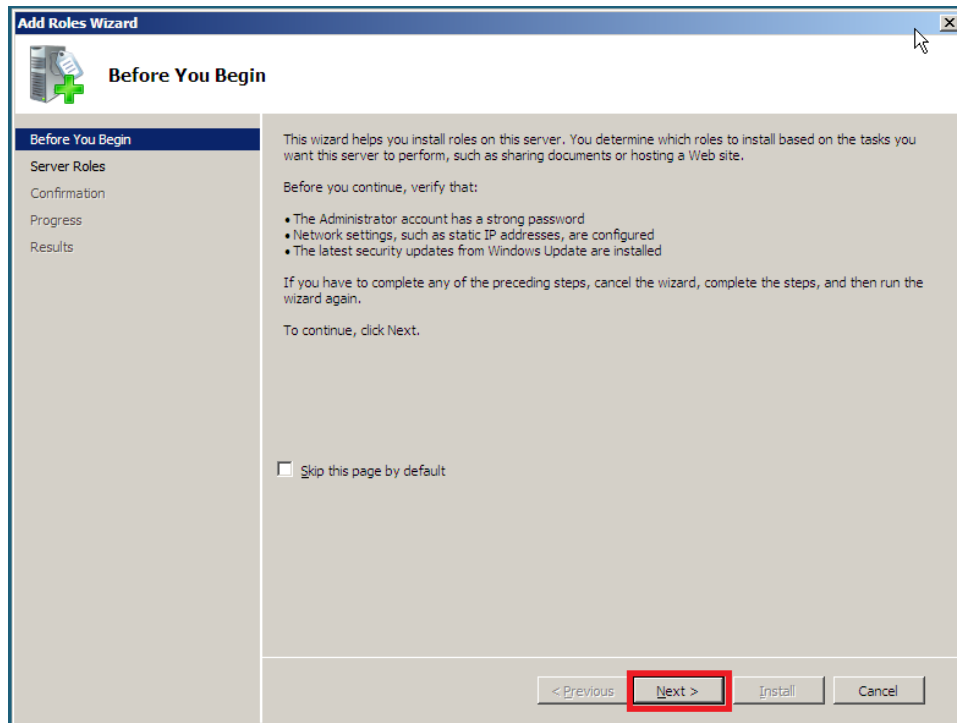 Add Roles Wizard
Before You Begin
Before You Begin
Server Roles
Confirmation
Progress
Results
This wizard helps you install roles on this server. You determine which roles to install based on the tasks you
want this server to perform, such as sharing documents or hosting a Web site.
Before you continue, verify that:
• The Administrator account has a strong password
• Network settings, such as static IP addresses, are configured
• The latest security updates from Windows Update are installed
If you have to complete any of the preceding steps, cancel the wizard, complete the steps, and then run the
wizard again.
To continue, click Next.
Skip this page by default
< Previous Next > Install Cancel